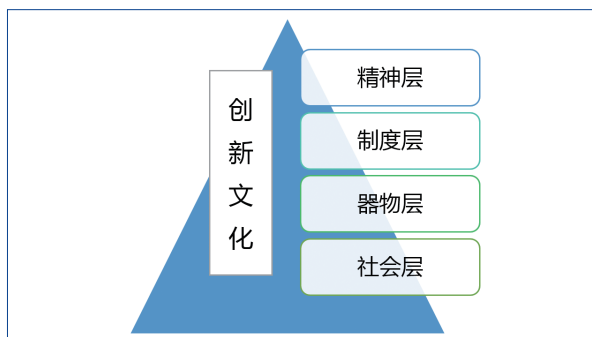 创新文化
精神层
制度层
器物层
社会层